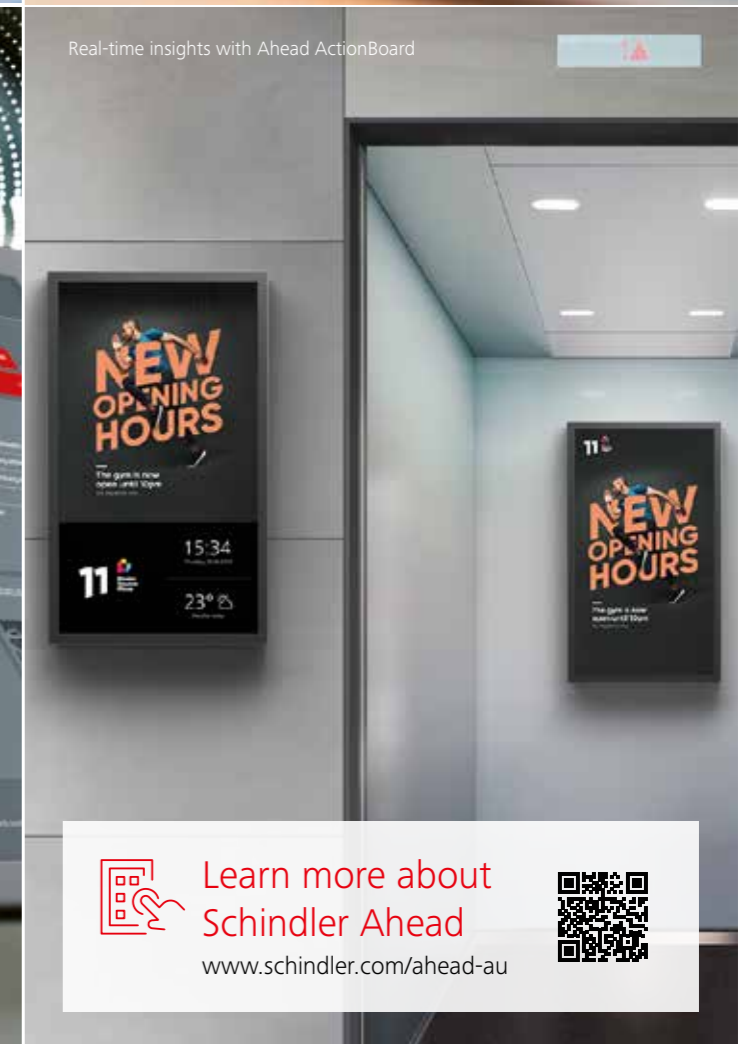 Real-time insights with Ahead ActionBoard
1
NEW
OPENING
HOURS
The gym is now
open until 10pm
11
15:34
23°
11
NEW
OPENING
HOURS
The gym is now
open until 10pm
Learn more about
Schindler Ahead
www.schindler.com/ahead-au